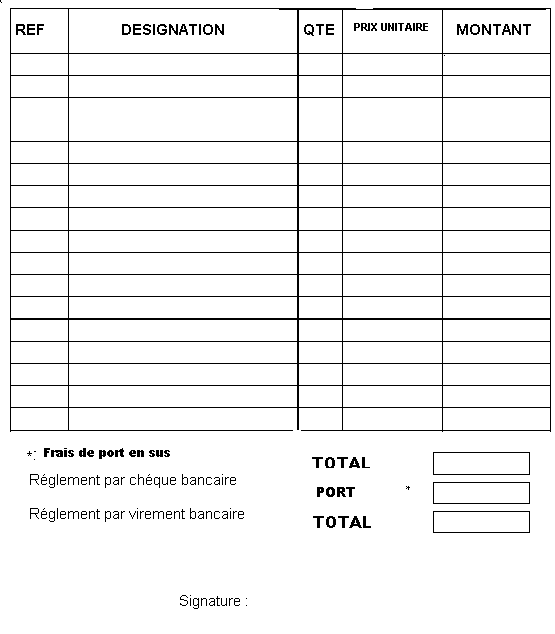 REF DESIGNATION QTE PRIX UNITAIRE MONTANT
*: Frais de port en sus
TOTAL
Réglement par chéque bancaire
PORT *
Réglement par virement bancaire
TOTAL
Signature :